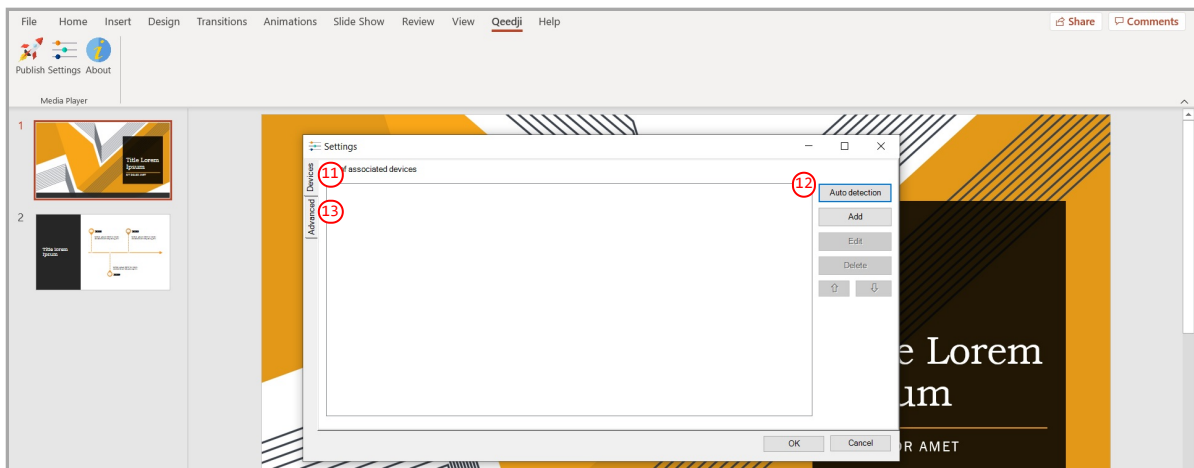 File Home Insert Design Transitions Animations Slide Show Review View Qeedji Help Share Comments
Publish Settings About
Media Player
1
Title Lorem
Ipsum
2
Title lorem
Ipsum
Settings
11 of associated devices
Devices
12
Auto detection
13
Advanced
Add
Edit
Delete
OK Cancel
e Lorem
um
OR AMET